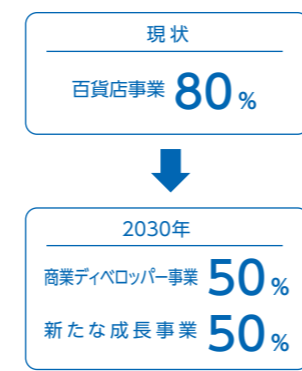 現状
百貨店事業 80%
2030年
商業ディベロッパー事業 50%
新たな成長事業 50%